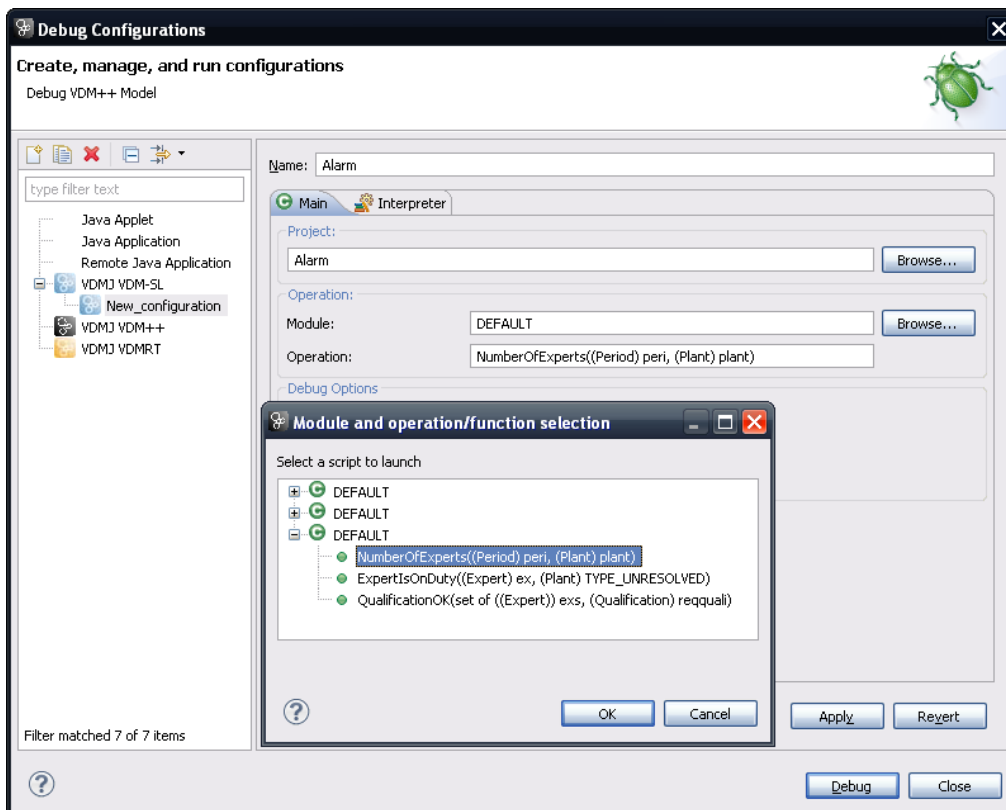 Debug Configurations
Create, manage, and run configurations
Debug VDM++ Model
type filter text
Java Applet
Java Application
Remote Java Application
VDMJ VDM-SL
New_configuration
VDMJ VDM++
VDMJ VDMRT
Filter matched 7 of 7 items
Name: Alarm
Main Interpreter
Project:
Alarm Browse...
Operation:
Module: DEFAULT Browse...
Operation: NumberOfExperts((Period) peri, (Plant) plant)
Debug Options
Module and operation/function selection
Select a script to launch
DEFAULT
DEFAULT
DEFAULT
NumberOfExperts((Period) peri, (Plant) plant)
ExpertIsOnDuty((Expert) ex, (Plant) TYPE_UNRESOLVED)
QualificationOK(set of ((Expert)) exs, (Qualification) reqquali)
OK Cancel
Apply Revert
Debug Close